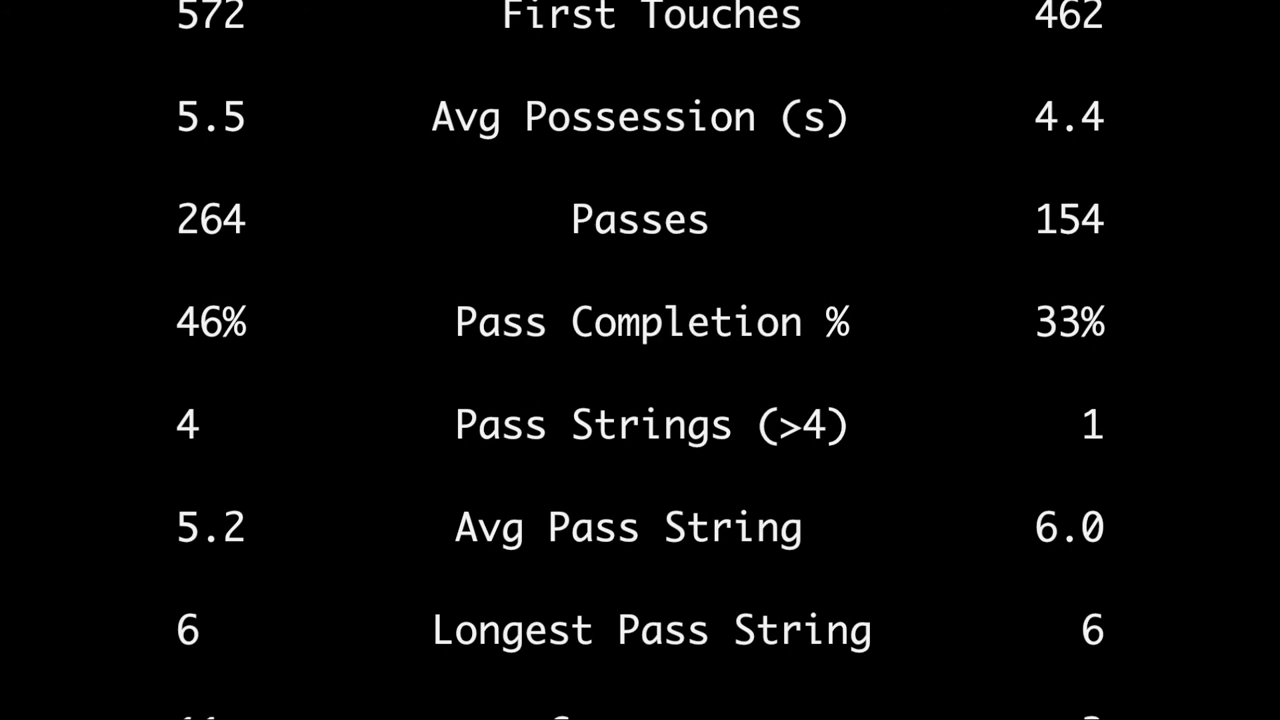 572 First Touches 462
5.5 Avg Possession (s) 4.4
264 Passes 154
46% Pass Completion % 33%
4 Pass Strings (>4) 1
5.2 Avg Pass String 6.0
6 Longest Pass String 6